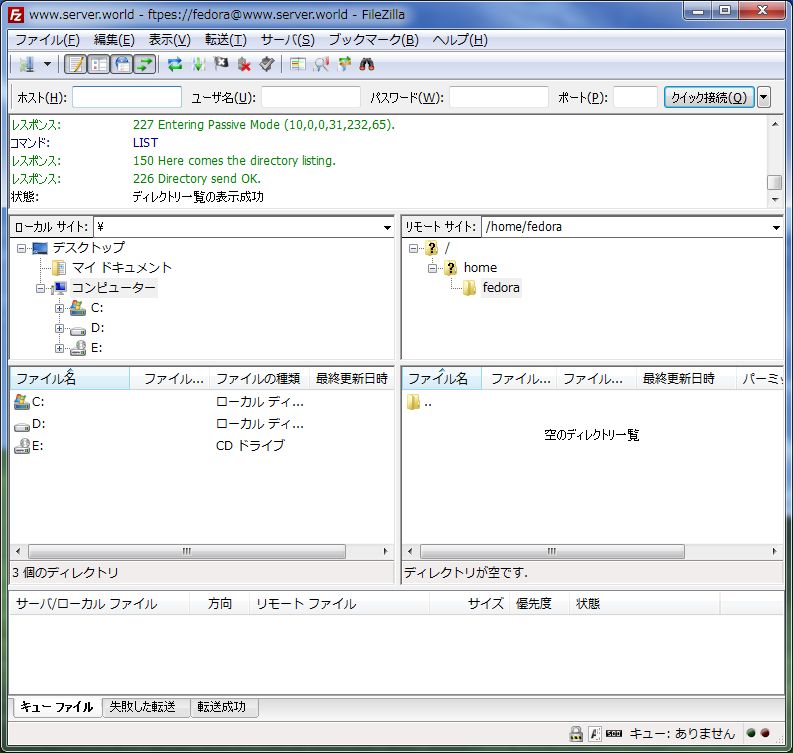 www.server.world - ftpes://fedora@www.server.world - FileZilla
ファイル(F) 編集(E) 表示(V) 転送(T) サーバ(S) ブックマーク(B) ヘルプ(H)
ホスト(H): ユーザ名(U): パスワード(W): ポート(P): クイック接続(Q)
レスポンス: 227 Entering Passive Mode (10,0,0,31,232,65).
コマンド: LIST
レスポンス: 150 Here comes the directory listing.
レスポンス: 226 Directory send OK.
状態: ディレクトリ一覧の表示成功
ローカル サイト: ¥
デスクトップ
マイ ドキュメント
コンピューター
C:
D:
E:
リモート サイト: /home/fedora
/
home
fedora
ファイル名 ファイル... ファイルの種類 最終更新日時
C: ローカル ディ...
D: ローカル ディ...
E: CD ドライブ
3 個のディレクトリ
ファイル名 ファイル... ファイル... 最終更新日時 パーミッ
..
空のディレクトリ一覧
ディレクトリが空です.
サーバ/ローカル ファイル 方向 リモート ファイル サイズ 優先度 状態
キュー ファイル 失敗した転送 転送成功
キュー: ありません